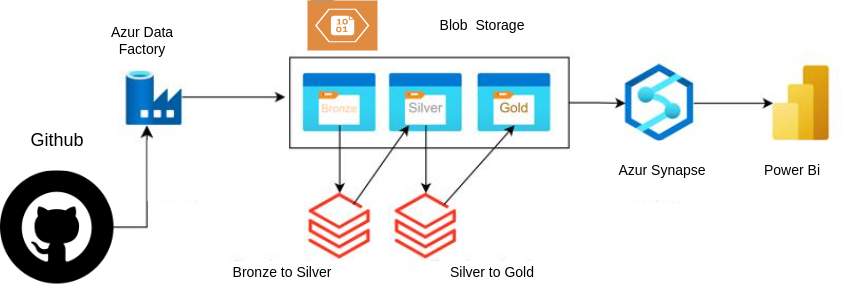 Azur Data
Factory
10
01
Blob Storage
Bronze
Silver
Gold
Github
Azur Synapse
Power Bi
Bronze to Silver
Silver to Gold